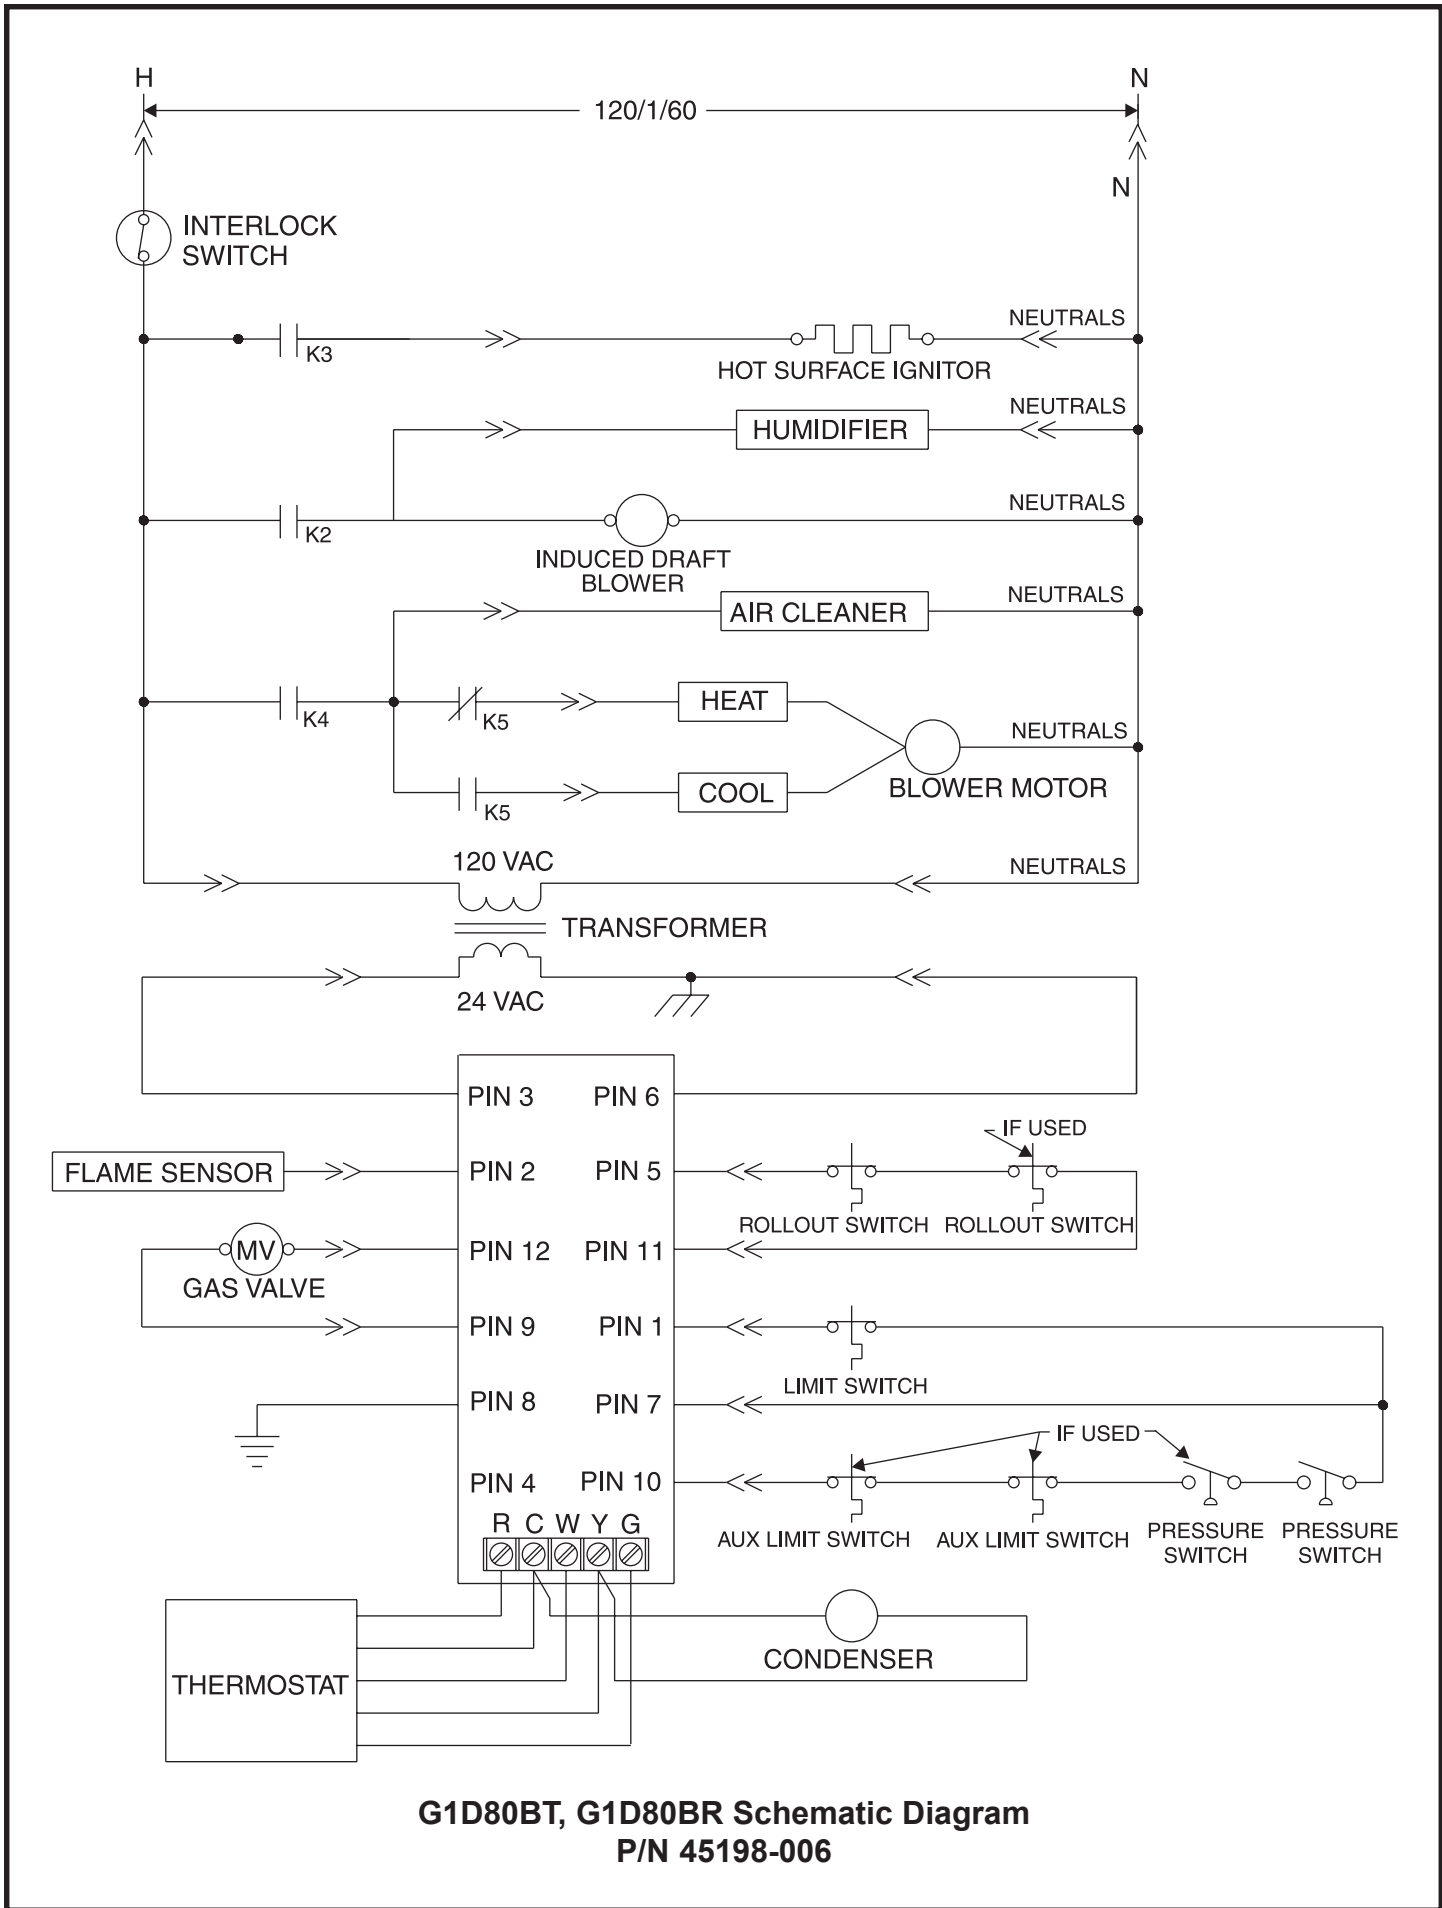 H
N
120/1/60
N
INTERLOCK
SWITCH
NEUTRALS
K3
HOT SURFACE IGNITOR
NEUTRALS
HUMIDIFIER
NEUTRALS
K2
INDUCED DRAFT
BLOWER
NEUTRALS
AIR CLEANER
HEAT
K4
K5
NEUTRALS
COOL
BLOWER MOTOR
K5
120 VAC
NEUTRALS
TRANSFORMER
24 VAC
PIN 3
PIN 6
IF USED
FLAME SENSOR
PIN 2
PIN 5
ROLLOUT SWITCH
ROLLOUT SWITCH
MV
PIN 12
PIN 11
GAS VALVE
PIN 9
PIN 1
LIMIT SWITCH
PIN 8
PIN 7
IF USED
PIN 4
PIN 10
R C W Y G
AUX LIMIT SWITCH
AUX LIMIT SWITCH
PRESSURE
SWITCH
PRESSURE
SWITCH
CONDENSER
THERMOSTAT
G1D80BT, G1D80BR Schematic Diagram
P/N 45198-006